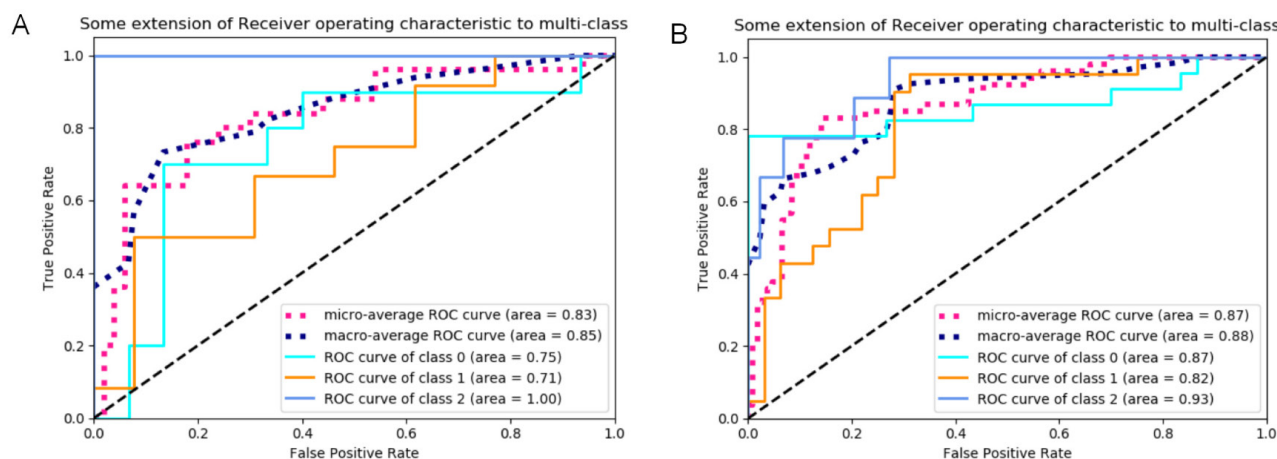 A
Some extension of Receiver operating characteristic to multi-class
1.0
0.8
0.6
0.4
0.2
0.0
True Positive Rate
micro-average ROC curve (area = 0.83)
macro-average ROC curve (area = 0.85)
ROC curve of class 0 (area = 0.75)
ROC curve of class 1 (area = 0.71)
ROC curve of class 2 (area = 1.00)
0.0 0.2 0.4 0.6 0.8 1.0
False Positive Rate
B
Some extension of Receiver operating characteristic to multi-class
1.0
0.8
0.6
0.4
0.2
0.0
True Positive Rate
micro-average ROC curve (area = 0.87)
macro-average ROC curve (area = 0.88)
ROC curve of class 0 (area = 0.87)
ROC curve of class 1 (area = 0.82)
ROC curve of class 2 (area = 0.93)
0.0 0.2 0.4 0.6 0.8 1.0
False Positive Rate